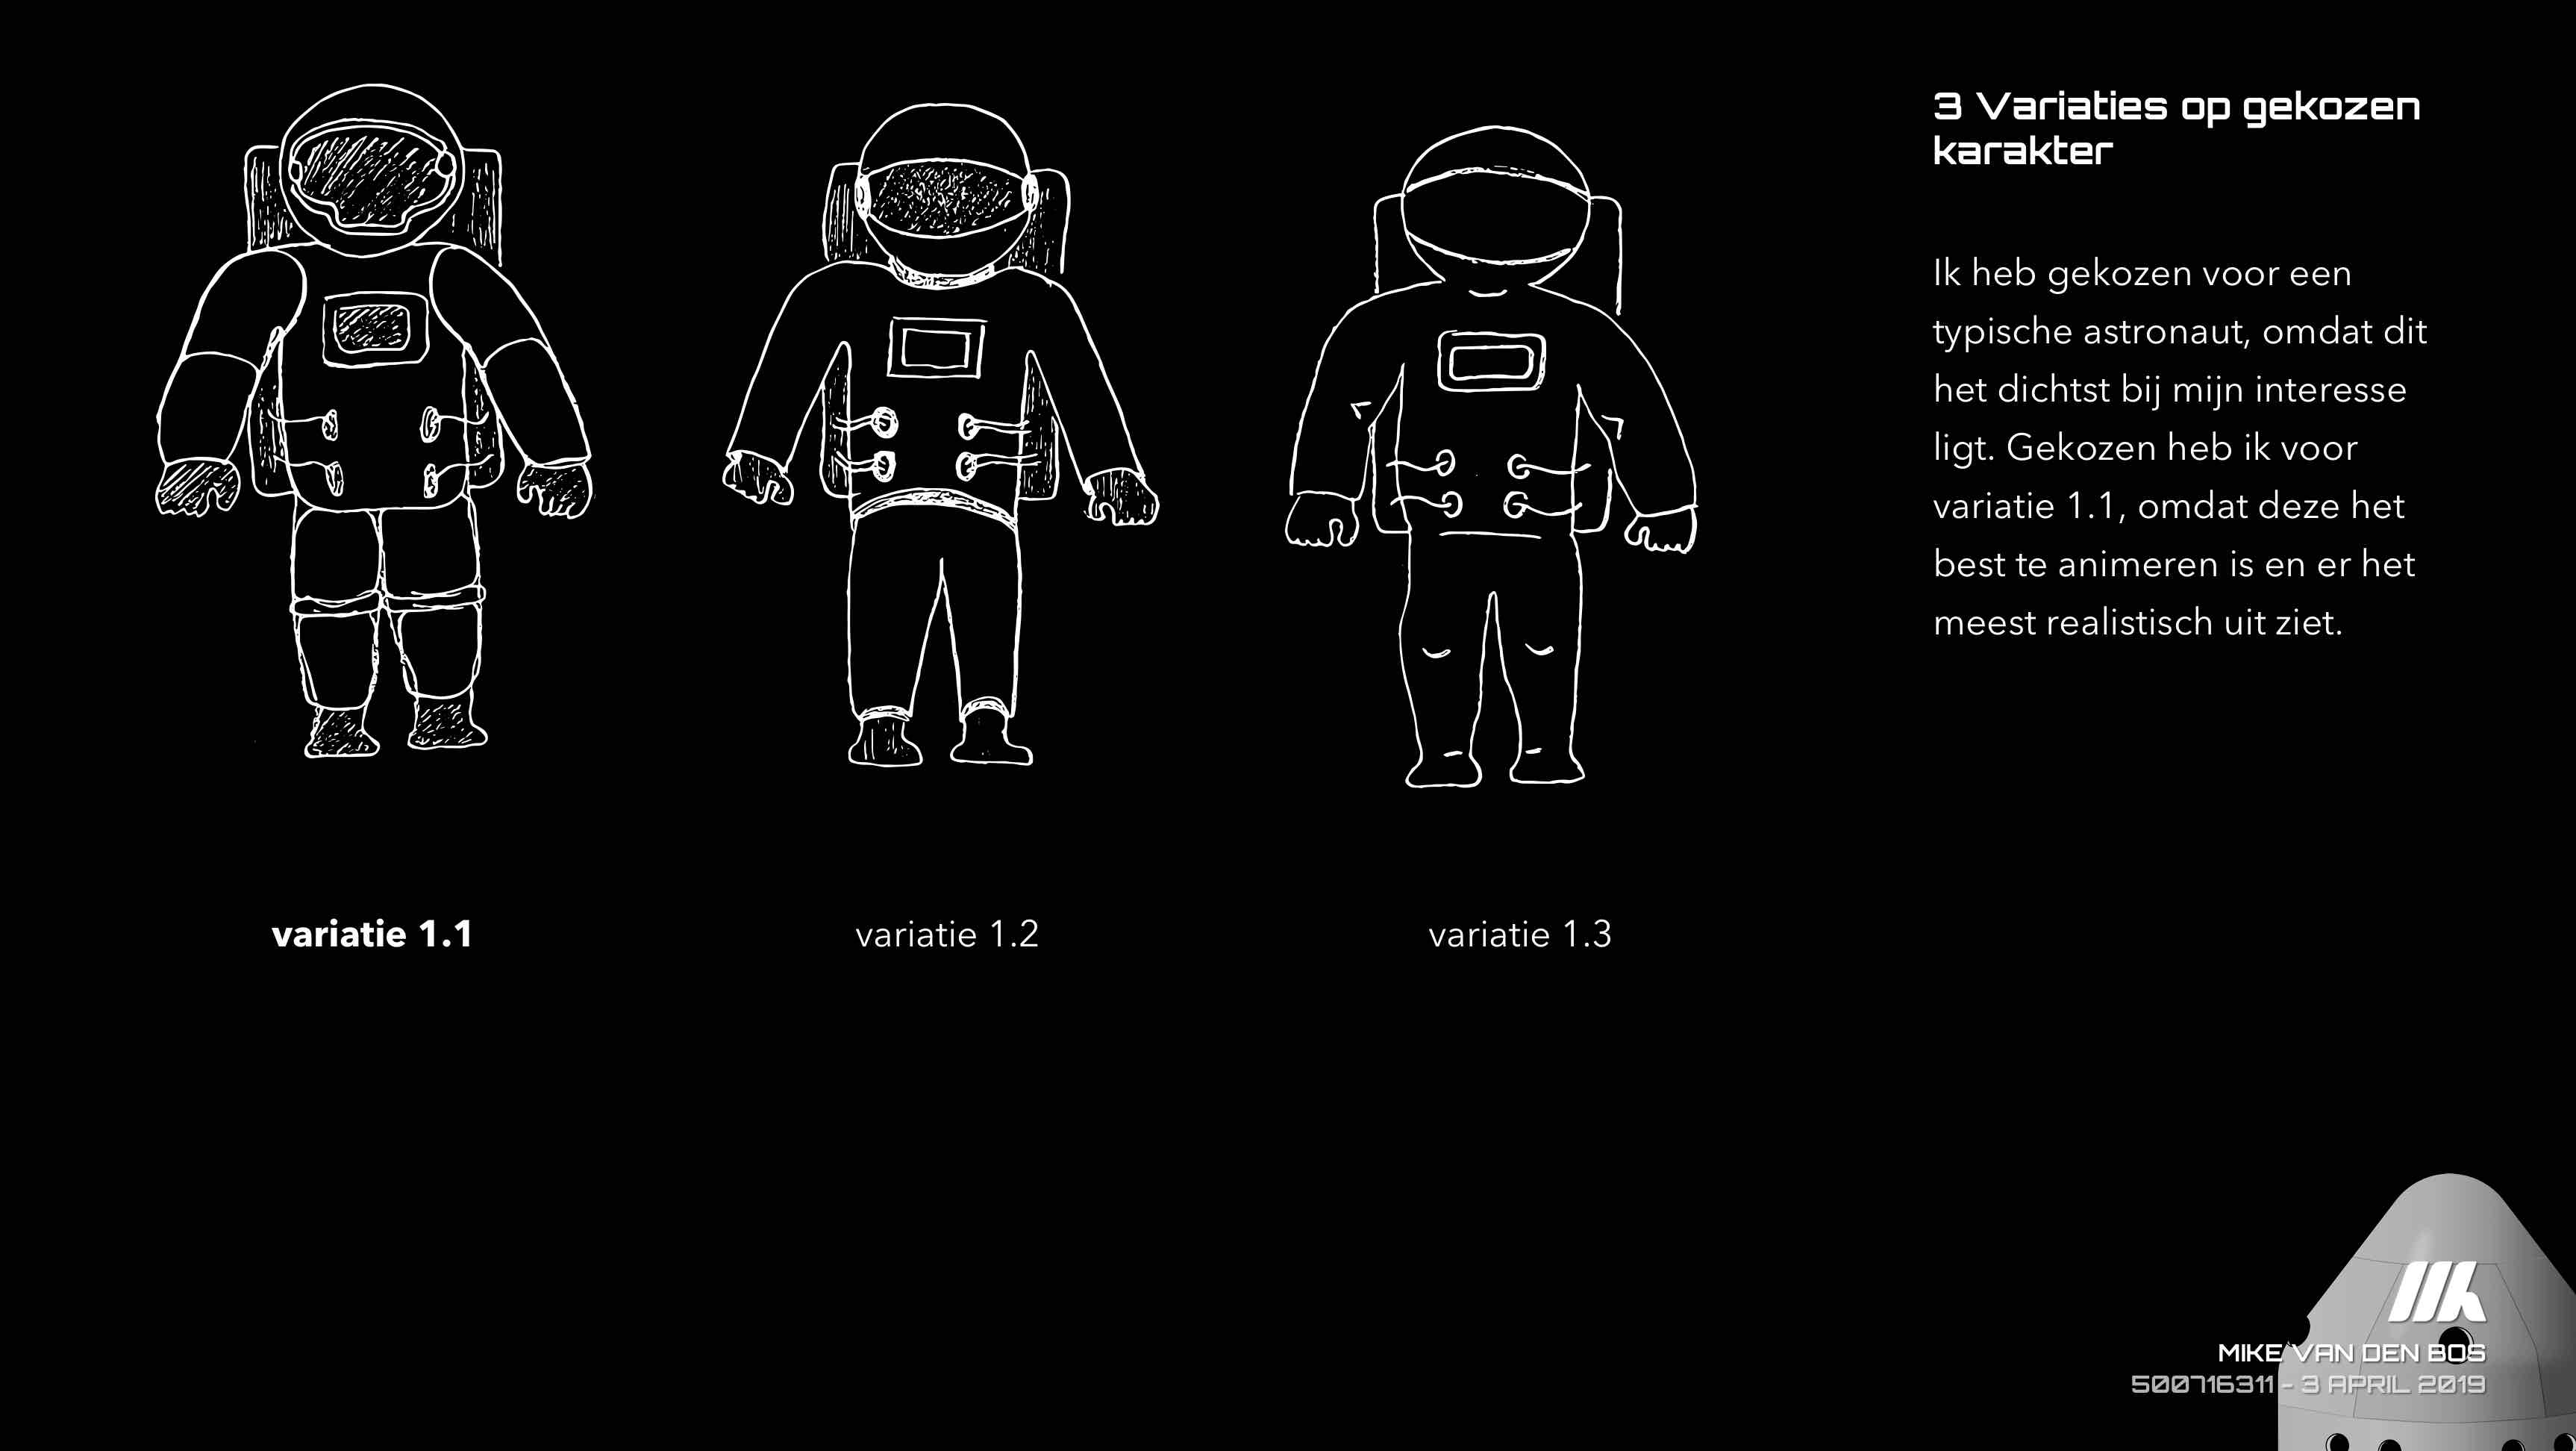 3 Variaties op gekozen
karakter
Ik heb gekozen voor een
typische astronaut, omdat dit
het dichtst bij mijn interesse
ligt. Gekozen heb ik voor
variatie 1.1, omdat deze het
best te animeren is en er het
meest realistisch uit ziet.
variatie 1.1
variatie 1.2
variatie 1.3
MIKE VAN DEN BOS
500716311 - 3 APRIL 2019